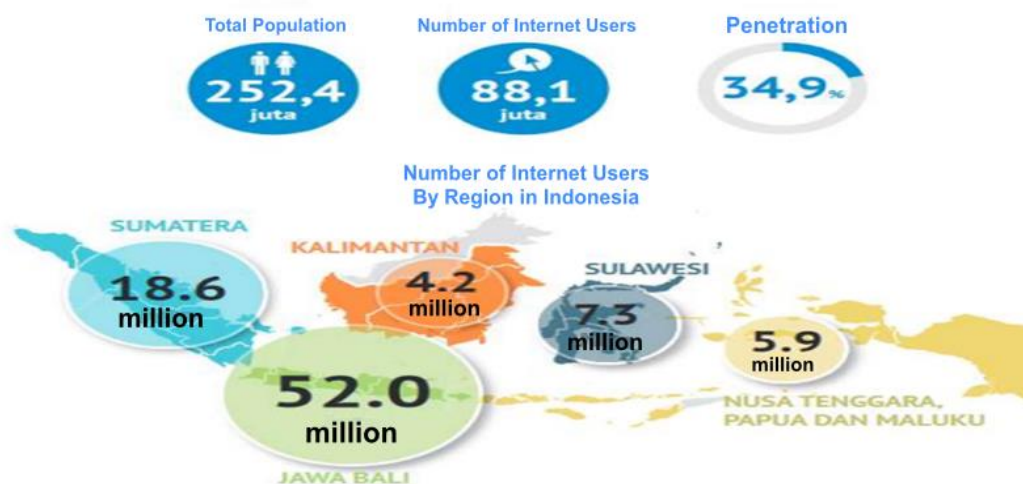 Total Population
Number of Internet Users
Penetration
252,4
juta
88,1
juta
34,9%
Number of Internet Users
By Region in Indonesia
SUMATERA
18.6
million
KALIMANTAN
4.2
million
SULAWESI
7.3
million
5.9
million
NUSA TENGGARA,
PAPUA DAN MALUKU
52.0
million
JAWA BALI